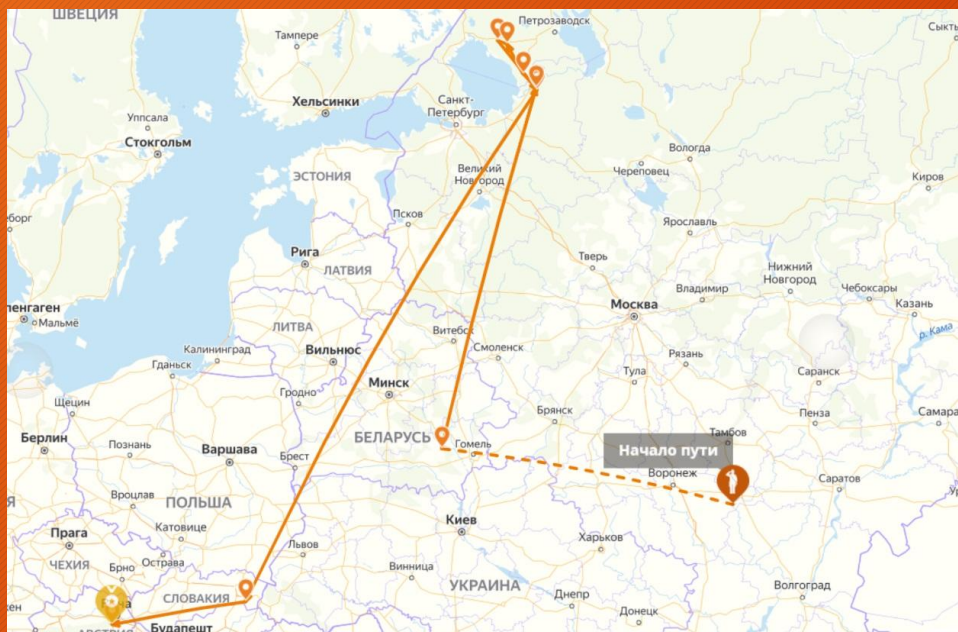 ШВЕЦИЯ
Петрозаводск
Тампере
Хельсинки
Санкт-
Петербург
Уппсала
Стокгольм
Вологда
Череповец
Великий
Новгород
ЭСТОНИЯ
Киров
Псков
Ярославль
Рига
ЛАТВИЯ
Тверь
Нижний
Новгород
Владимир
Чебоксары
Казань
Москва
Мальмё
ЛИТВА
Витебск
р. Кама
Калининград
Вильнюс
Смоленск
Рязань
Гданьск
Тула
Саранск
Минск
Гродно
Щецин
Брянск
Пенза
Самара
БЕЛАРУСЬ
Гомель
Тамбов
Берлин
Познань
Варшава
Брест
Начало пути
Воронеж
Саратов
Вроцлав
ПОЛЬША
Катовице
Киев
Прага
Харьков
Львов
ЧЕХИЯ
Брно
Острава
Винница
УКРАИНА
Волгоград
СЛОВАКИЯ
Днепр
Донецк
Будапешт